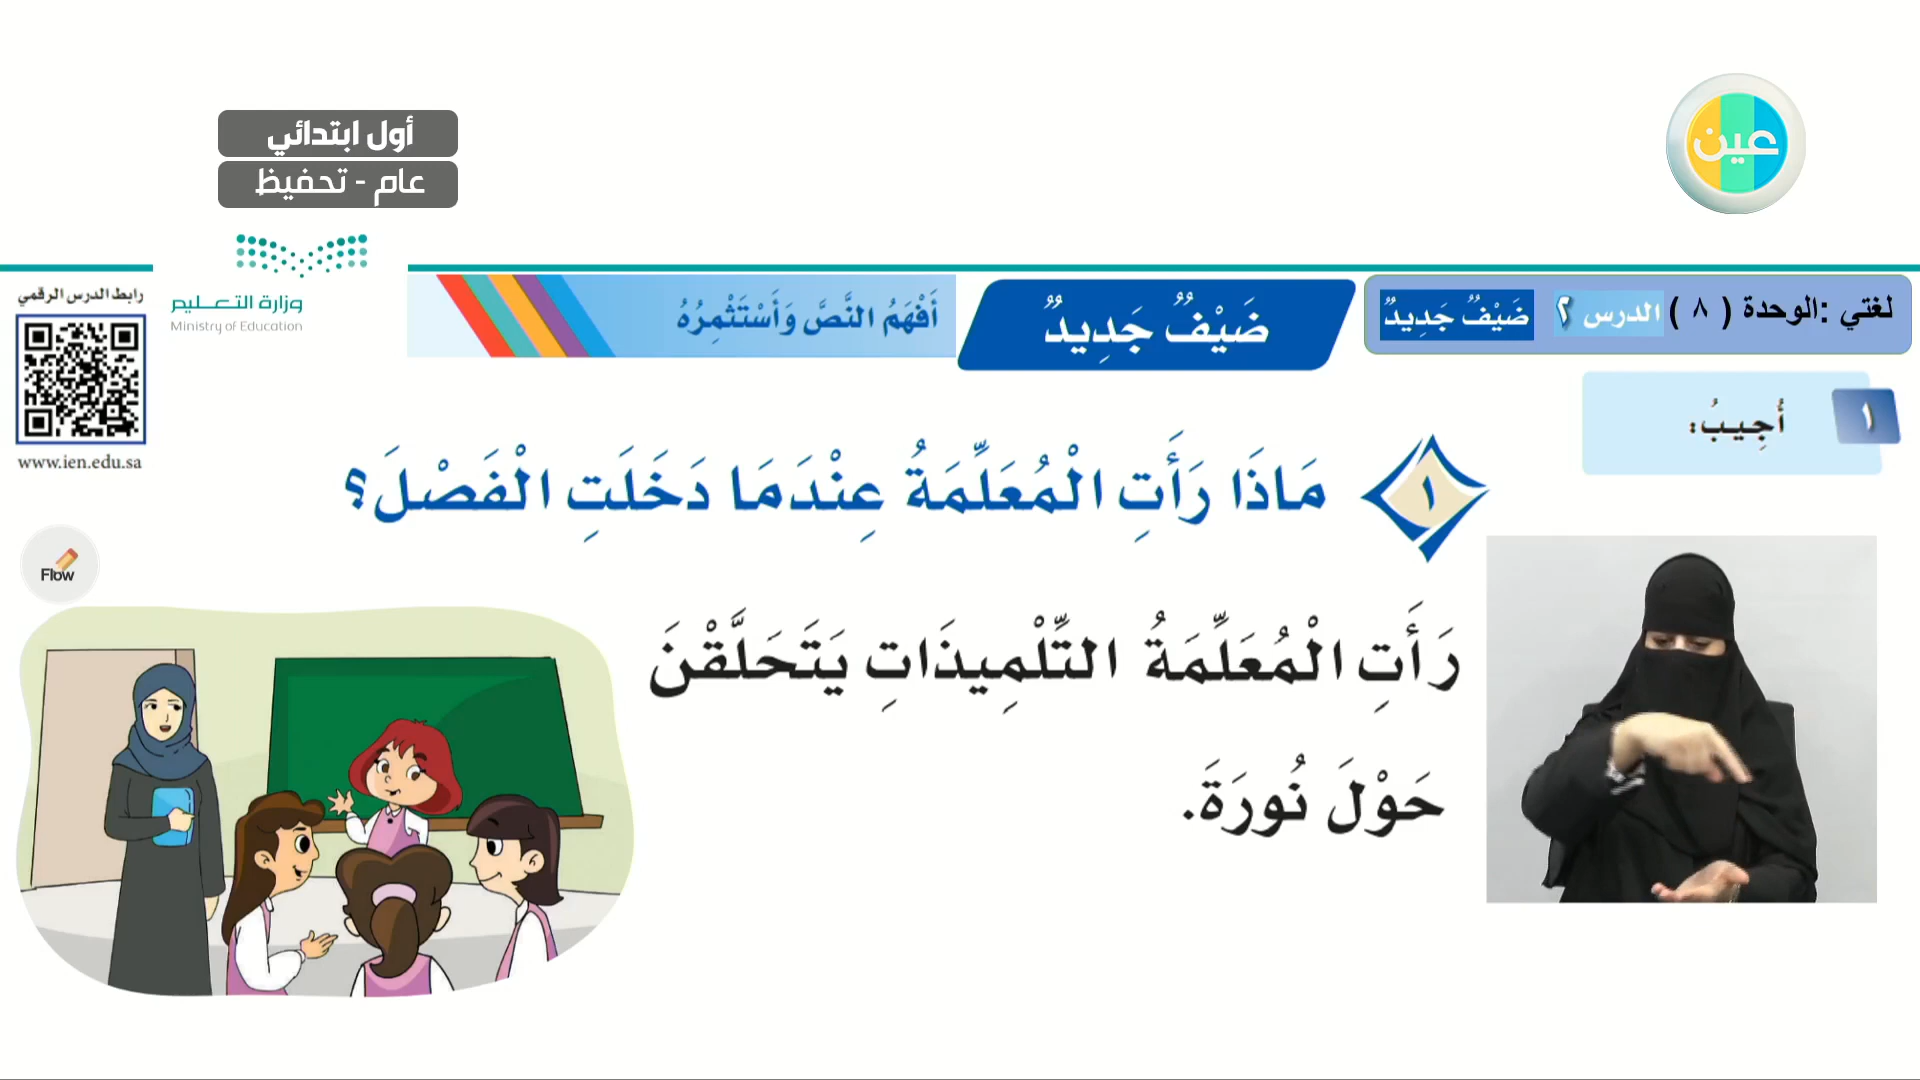 عين
أول ابتدائي
عام - تحفيظ
وزارة التعليم
Ministry of Education
رابط الدرس الرقمي
www.ien.edu.sa
لغتي :الوحدة ( ٨ ) الدرس ٢ ضَيْفٌ جَدِيدٌ
ضَيْفٌ جَدِيدٌ
أَفْهَمُ النَّصَّ وَأَسْتَثْمِرُهُ
١ أُجِيبُ:
١ مَاذَا رَأَتِ الْمُعَلِّمَةُ عِنْدَمَا دَخَلَتِ الْفَصْلَ؟
Flow
رَأَتِ الْمُعَلِّمَةُ التِّلْمِيذَاتِ يَتَحَلَّقْنَ
حَوْلَ نُورَةَ.